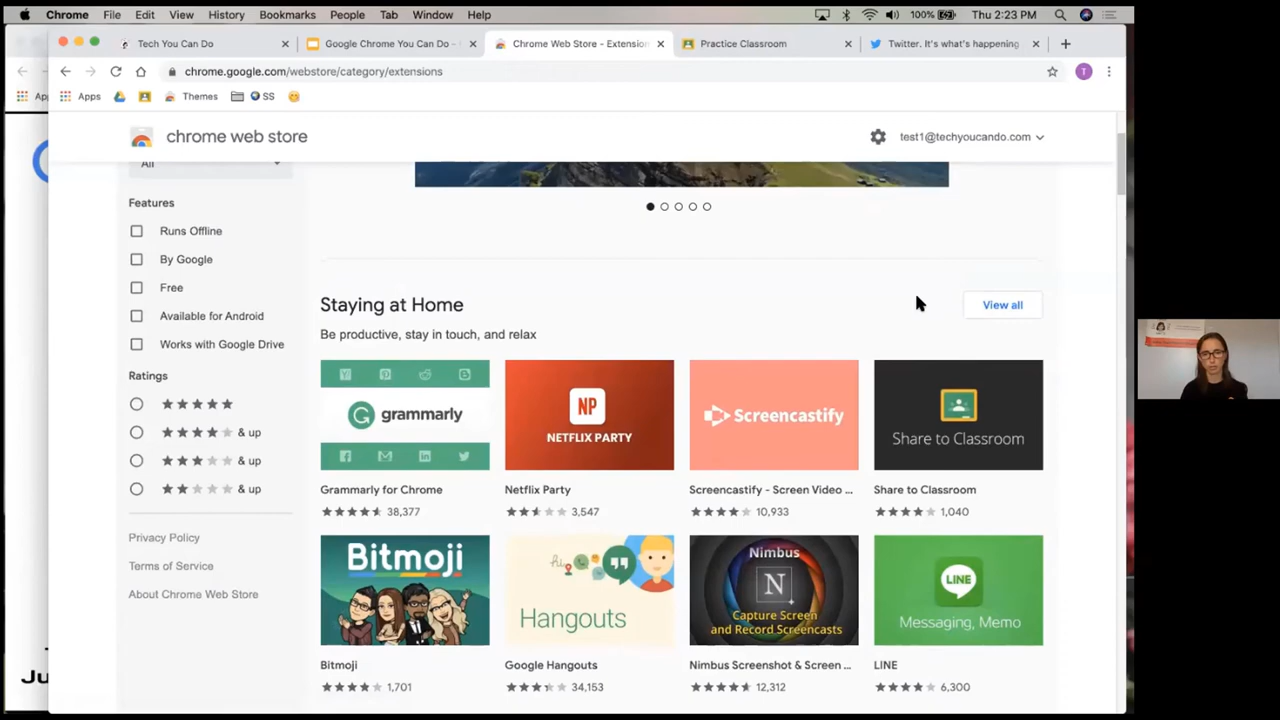 Chrome File Edit View History Bookmarks People Tab Window Help 100% Thu 2:23 PM
Tech You Can Do Google Chrome You Can Do - Chrome Web Store - Extension Practice Classroom Twitter. It's what's happening
chrome.google.com/webstore/category/extensions T
Ap Apps Themes SS
chrome web store test1@techyoucando.com
All
Features
Runs Offline
By Google
Free
Available for Android
Works with Google Drive
Ratings
& up
& up
& up
Privacy Policy
Terms of Service
About Chrome Web Store
Staying at Home View all
Be productive, stay in touch, and relax
grammarly
NP
NETFLIX PARTY
Screencastify
Share to Classroom
Grammarly for Chrome Netflix Party Screencastify - Screen Video ... Share to Classroom
38,377 3,547 10,933 1,040
Bitmoji
hi
Hangouts
Nimbus
N
Capture Screen
and Record Screencasts
LINE
Messaging, Memo
Bitmoji Google Hangouts Nimbus Screenshot & Screen ... LINE
1,701 34,153 12,312 6,300
Ju